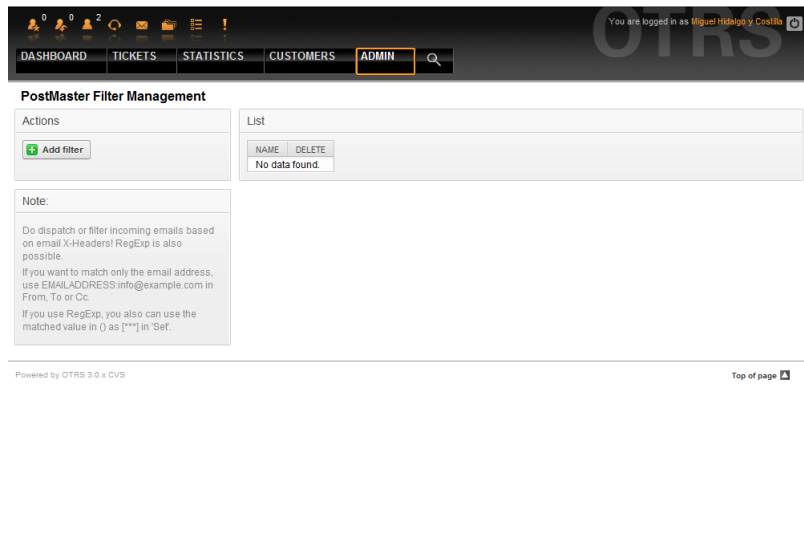 0 0 2
You are logged in as Miguel Hidalgo y Costilla
OTRS
DASHBOARD TICKETS STATISTICS CUSTOMERS ADMIN
PostMaster Filter Management
Actions
Add filter
List
NAME DELETE
No data found.
Note:
Do dispatch or filter incoming emails based
on email X-Headers! RegExp is also
possible.
If you want to match only the email address,
use EMAILADDRESS:info@example.com in
From, To or Cc.
If you use RegExp, you also can use the
matched value in () as [***] in 'Set'.
Powered by OTRS 3.0.x CVS
Top of page